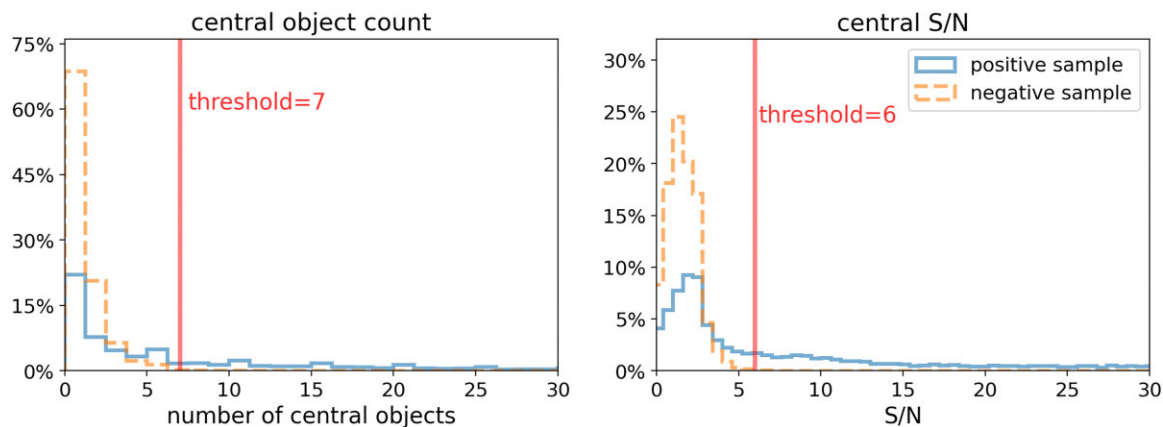 central object count
75%
60%
45%
30%
15%
0%
threshold=7
0 5 10 15 20 25 30
number of central objects
central S/N
30%
25%
20%
15%
10%
5%
0%
positive sample
negative sample
threshold=6
0 5 10 15 20 25 30
S/N